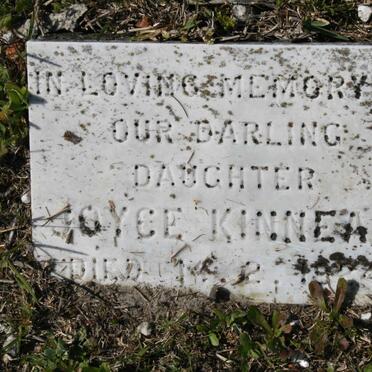 IN LOVING MEMORY
OUR DARLING
DAUGHTER
JOYCE
DIED